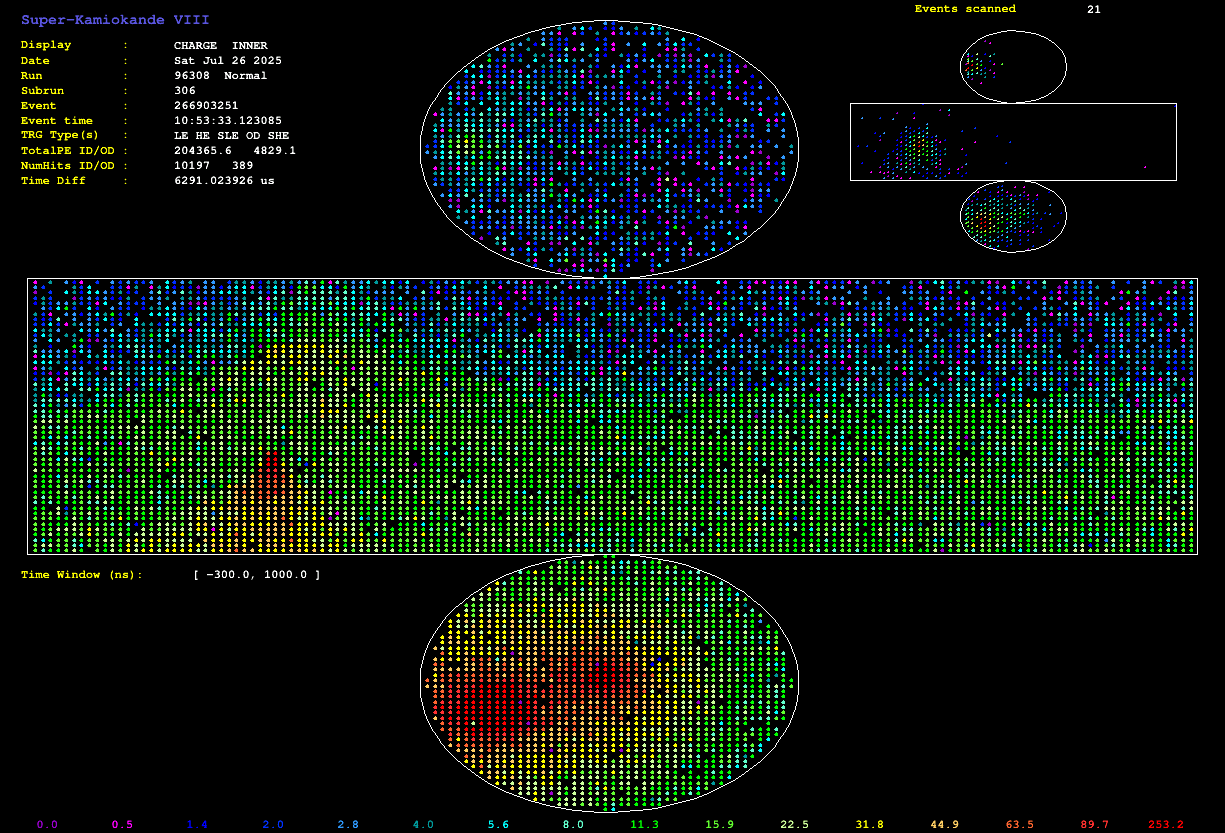 Super-Kamiokande VIII
Events scanned 21
Display : CHARGE INNER
Date : Sat Jul 26 2025
Run : 96308 Normal
Subrun : 306
Event : 266903251
Event time : 10:53:33.123085
TRG Type(s) : LE HE SLE OD SHE
TotalPE ID/OD : 204365.6 4829.1
NumHits ID/OD : 10197 389
Time Diff : 6291.023926 us
Time Window (ns): [ -300.0, 1000.0 ]
0.0 0.5 1.4 2.0 2.8 4.0 5.6 8.0 11.3 15.9 22.5 31.8 44.9 63.5 89.7 253.2